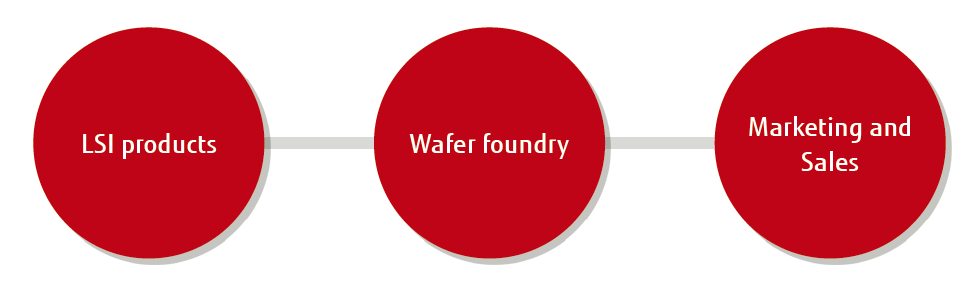 LSI products
Wafer foundry
Marketing and
Sales